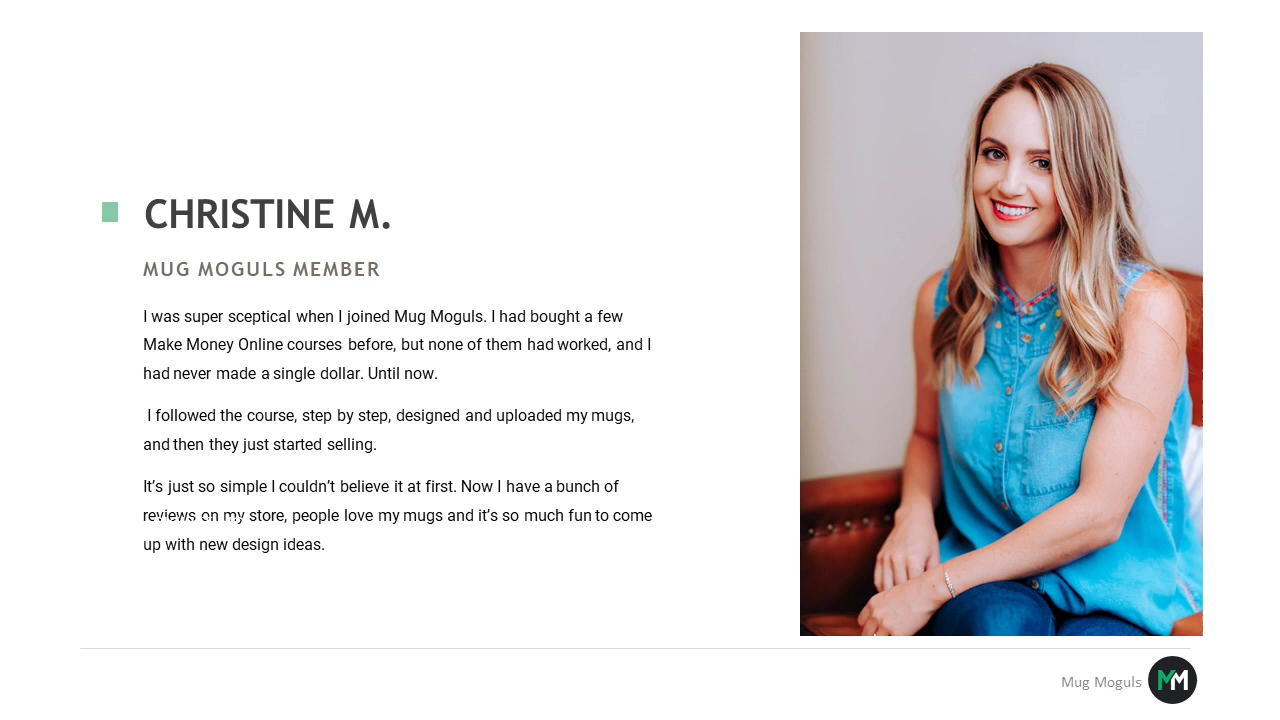 CHRISTINE M.
MUG MOGULS MEMBER
I was super sceptical when I joined Mug Moguls. I had bought a few
Make Money Online courses before, but none of them had worked, and I
had never made a single dollar. Until now.
I followed the course, step by step, designed and uploaded my mugs,
and then they just started selling.
It’s just so simple I couldn’t believe it at first. Now I have a bunch of
reviews on my store, people love my mugs and it’s so much fun to come
up with new design ideas.
Mug Moguls MM